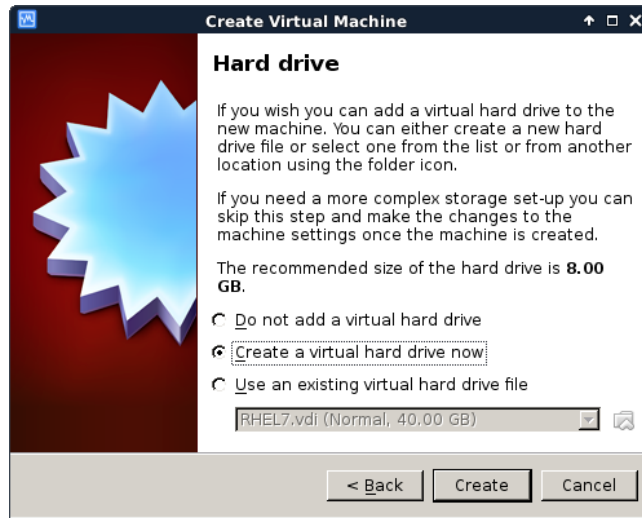 Create Virtual Machine
Hard drive
If you wish you can add a virtual hard drive to the
new machine. You can either create a new hard
drive file or select one from the list or from another
location using the folder icon.
If you need a more complex storage set-up you can
skip this step and make the changes to the
machine settings once the machine is created.
The recommended size of the hard drive is 8.00
GB.
Do not add a virtual hard drive
Create a virtual hard drive now
Use an existing virtual hard drive file
RHEL7.vdi (Normal, 40.00 GB)
< Back Create Cancel